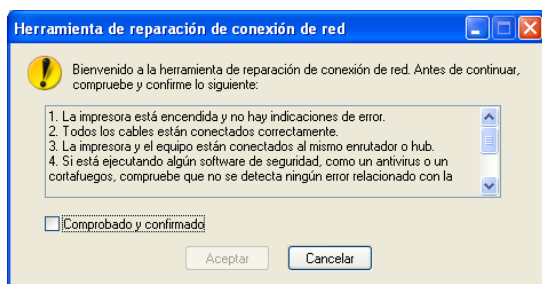 Herramienta de reparación de conexión de red
Bienvenido a la herramienta de reparación de conexión de red. Antes de continuar,
compruebe y confirme lo siguiente:
1. La impresora está encendida y no hay indicaciones de error.
2. Todos los cables están conectados correctamente.
3. La impresora y el equipo están conectados al mismo enrutador o hub.
4. Si está ejecutando algún software de seguridad, como un antivirus o un
cortafuegos, compruebe que no se detecta ningún error relacionado con la
Comprobado y confirmado
Aceptar
Cancelar